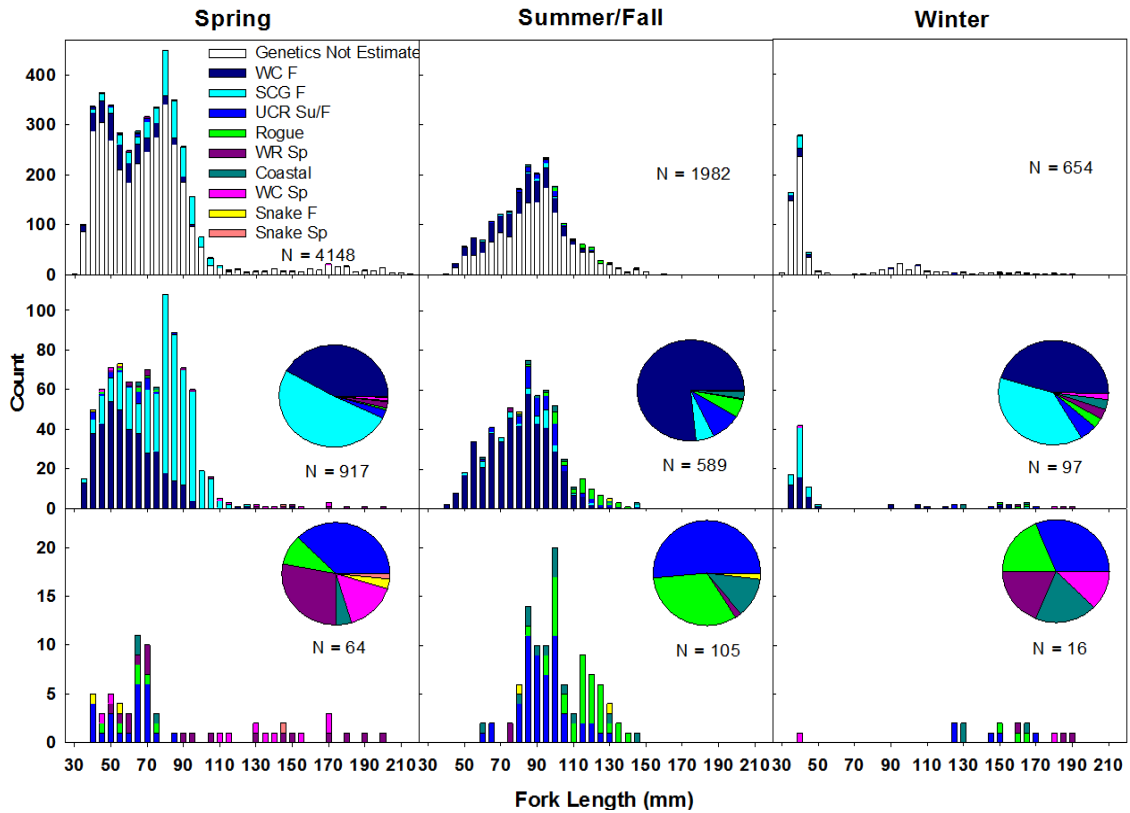 Spring
Summer/Fall
Winter
400
300
200
100
0
Genetics Not Estimate
WC F
SCG F
UCR Su/F
Rogue
WR Sp
Coastal
WC Sp
Snake F
Snake Sp
N = 4148
N = 1982
N = 654
Count
100
80
60
40
20
0
N = 917
N = 589
N = 97
20
15
10
5
0
N = 64
N = 105
N = 16
30 50 70 90 110 130 150 170 190 210
30 50 70 90 110 130 150 170 190 210
30 50 70 90 110 130 150 170 190 210
Fork Length (mm)